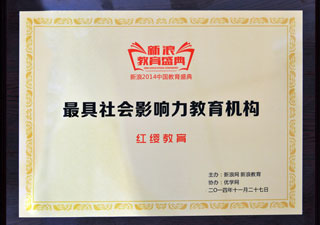 新浪
教育盛典
新浪2014中国教育盛典
最具社会影响力教育机构
红缨教育
主办：新浪网 新浪教育
协办：优学网
二〇一四年十一月二十七日